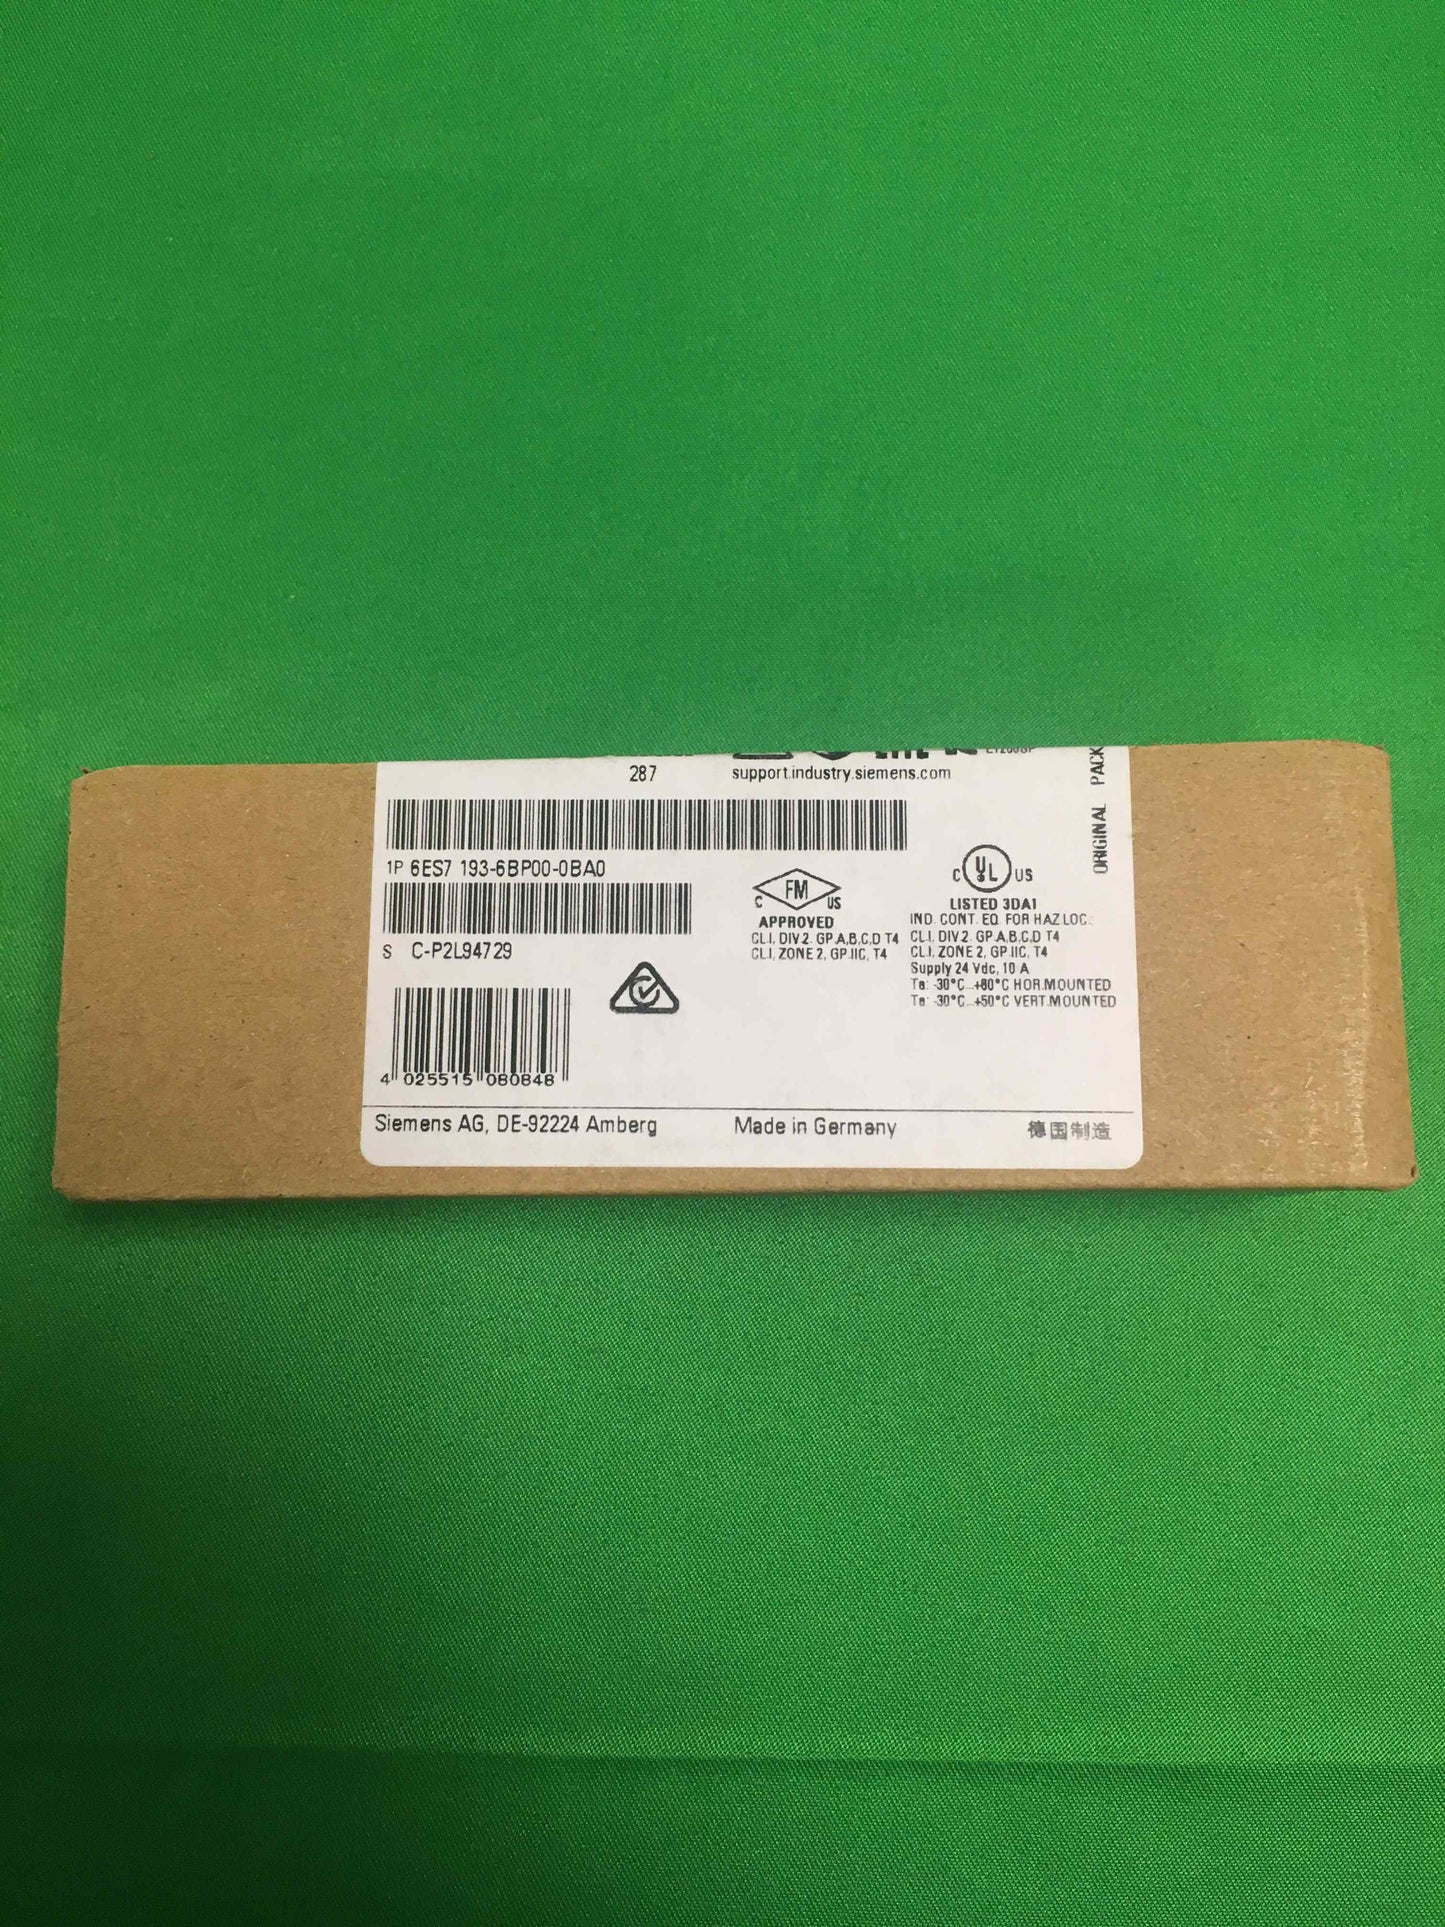 287 support.industry.siemens.com
ORIGINAL PACK
1P 6ES7 193-6BP00-0BA0
S C-P2L94729
4 025515 080848
C FM US
APPROVED
CL.I, DIV.2, GP.A,B,C,D T4
CL.I, ZONE 2, GP.IIC, T4
C UL US
LISTED 3DA1
IND. CONT. EQ. FOR HAZ LOC.:
CL.I, DIV.2, GP.A,B,C,D T4
CL.I, ZONE 2, GP.IIC, T4
Supply 24 Vdc, 10 A
Ta: -30°C...+60°C HOR.MOUNTED
Ta: -30°C...+50°C VERT.MOUNTED
Siemens AG, DE-92224 Amberg Made in Germany 德国制造